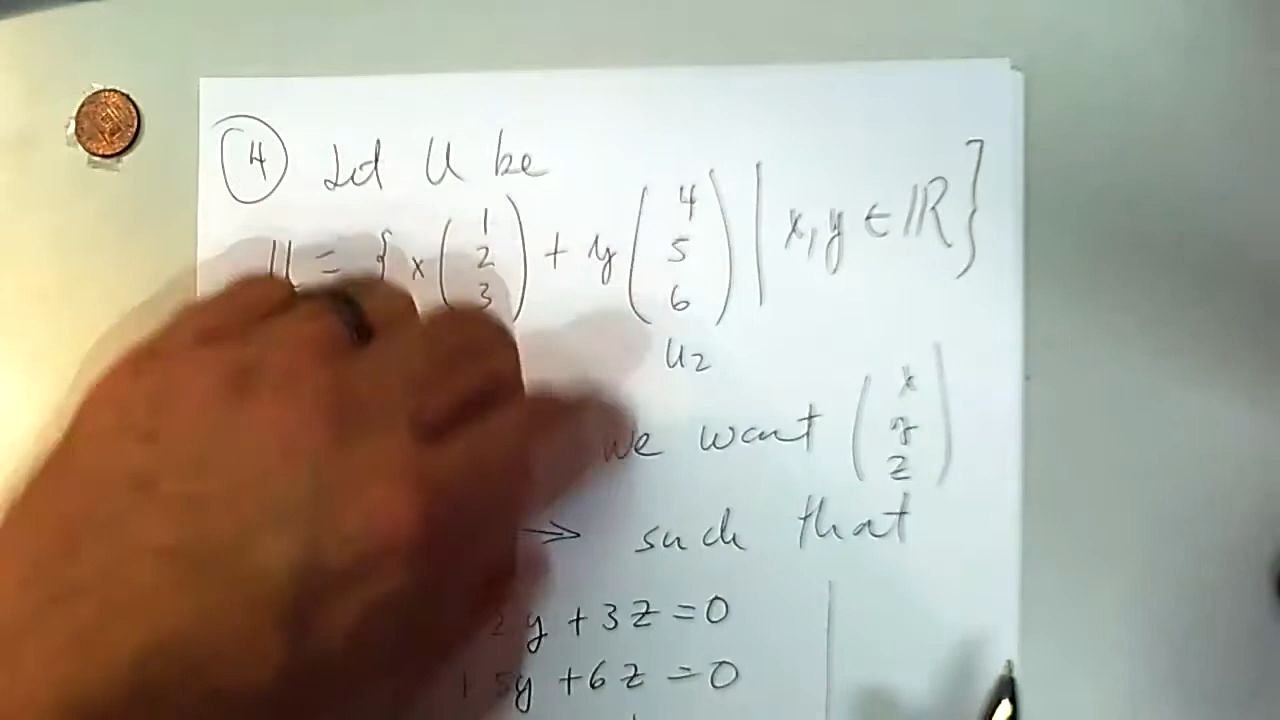 ④ Let U be
U = { x (1 2 3) + y (4 5 6) | x, y ∈ ℝ }
u2
we want (x y z)
⇒ such that
2y + 3z = 0
+ 5y + 6z = 0